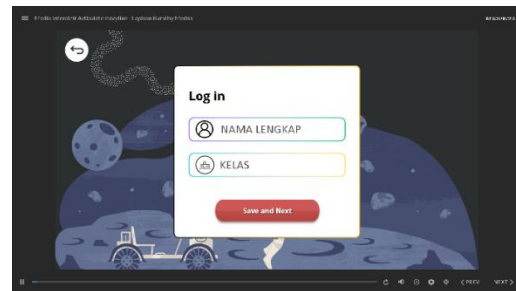 Log in
NAMA LENGKAP
KELAS
Save and Next
< PREV
NEXT >